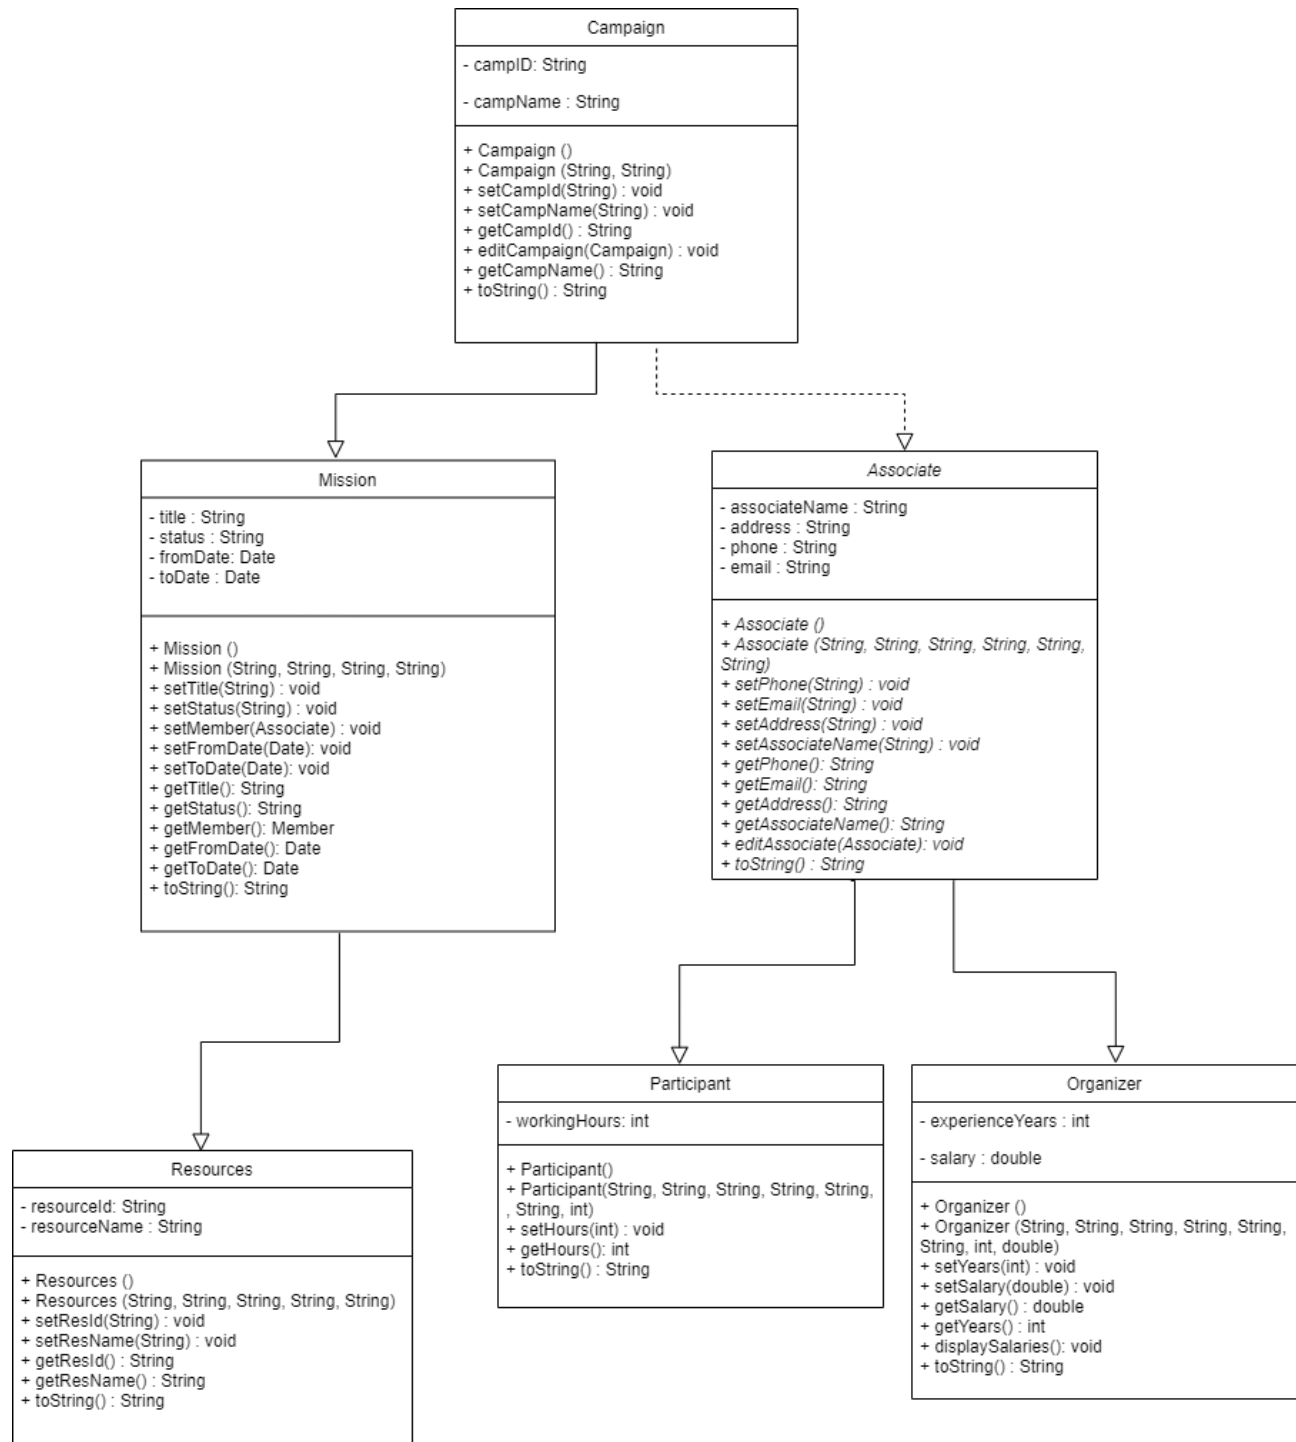 Campaign
- campID: String
- campName : String
+ Campaign ()
+ Campaign (String, String)
+ setCampId(String) : void
+ setCampName(String) : void
+ getCampId() : String
+ editCampaign(Campaign) : void
+ getCampName() : String
+ toString() : String
Mission
- title : String
- status : String
- fromDate: Date
- toDate : Date
+ Mission ()
+ Mission (String, String, String, String)
+ setTitle(String) : void
+ setStatus(String) : void
+ setMember(Associate) : void
+ setFromDate(Date): void
+ setToDate(Date): void
+ getTitle(): String
+ getStatus(): String
+ getMember(): Member
+ getFromDate(): Date
+ getToDate(): Date
+ toString(): String
Associate
- associateName : String
- address : String
- phone : String
- email : String
+ Associate ()
+ Associate (String, String, String, String, String,
String)
+ setPhone(String) : void
+ setEmail(String) : void
+ setAddress(String) : void
+ setAssociateName(String) : void
+ getPhone(): String
+ getEmail(): String
+ getAddress(): String
+ getAssociateName(): String
+ editAssociate(Associate): void
+ toString() : String
Resources
- resourceId: String
- resourceName : String
+ Resources ()
+ Resources (String, String, String, String, String)
+ setResId(String) : void
+ setResName(String) : void
+ getResId() : String
+ getResName() : String
+ toString() : String
Participant
- workingHours: int
+ Participant()
+ Participant(String, String, String, String, String,
, String, int)
+ setHours(int) : void
+ getHours(): int
+ toString() : String
Organizer
- experienceYears : int
- salary : double
+ Organizer ()
+ Organizer (String, String, String, String, String,
String, int, double)
+ setYears(int) : void
+ setSalary(double) : void
+ getSalary() : double
+ getYears() : int
+ displaySalaries(): void
+ toString() : String